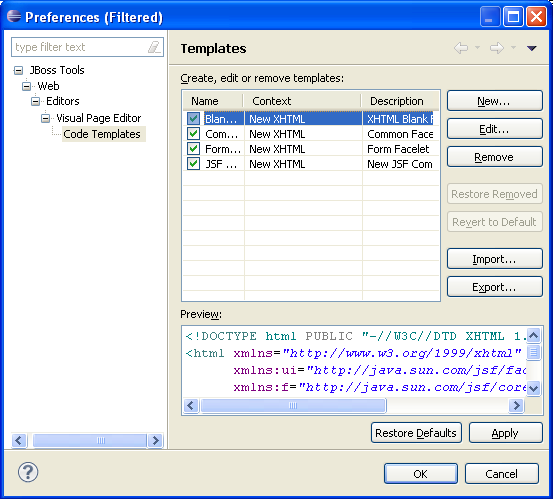 Preferences (Filtered)
type filter text
JBoss Tools
Web
Editors
Visual Page Editor
Code Templates
Templates
Create, edit or remove templates:
Name Context Description
Blan... New XHTML XHTML Blank
Com... New XHTML Common Face
Form... New XHTML Form Facelet
JSF ... New XHTML New JSF Com
New...
Edit...
Remove
Restore Removed
Revert to Default
Import...
Export...
Preview:
<!DOCTYPE html PUBLIC "-//W3C//DTD XHTML 1.
<html xmlns="http://www.w3.org/1999/xhtml"
xmlns:ui="http://java.sun.com/jsf/fac
xmlns:f="http://java.sun.com/jsf/core
Restore Defaults Apply
?
OK Cancel